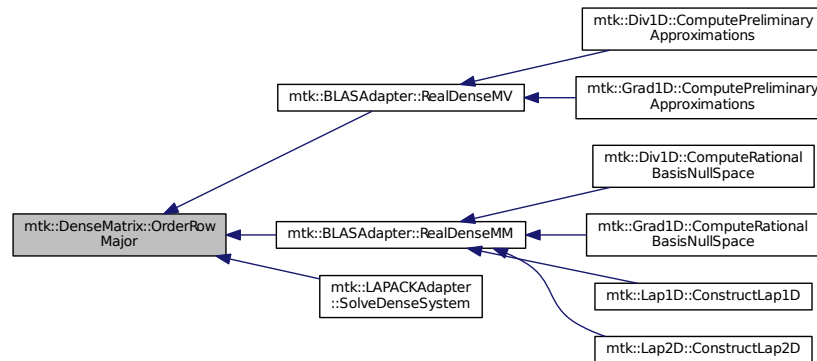 mtk::Div1D::ComputePreliminary
Approximations
mtk::BLASAdapter::RealDenseMV
mtk::Grad1D::ComputePreliminary
Approximations
mtk::Div1D::ComputeRational
BasisNullSpace
mtk::DenseMatrix::OrderRow
Major
mtk::BLASAdapter::RealDenseMM
mtk::Grad1D::ComputeRational
BasisNullSpace
mtk::LAPACKAdapter
::SolveDenseSystem
mtk::Lap1D::ConstructLap1D
mtk::Lap2D::ConstructLap2D